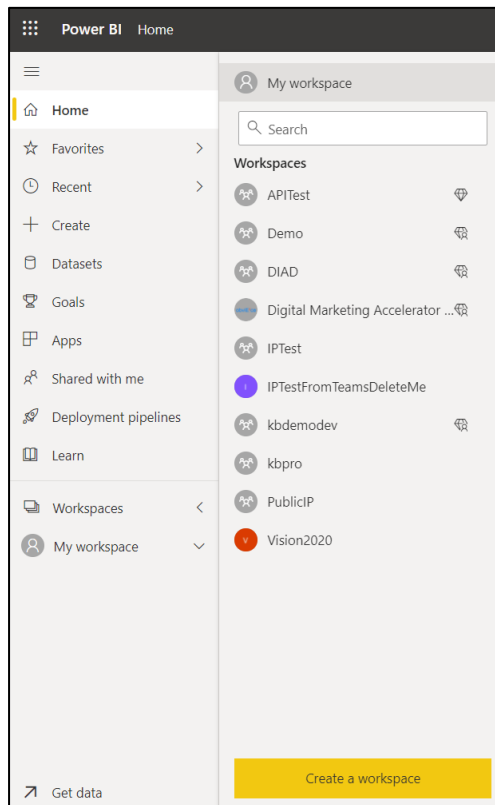 Power BI Home
Home
Favorites
Recent
Create
Datasets
Goals
Apps
Shared with me
Deployment pipelines
Learn
Workspaces
My workspace
Get data
My workspace
Search
Workspaces
APITest
Demo
DIAD
Digital Marketing Accelerator ...
IPTest
I IPTestFromTeamsDeleteMe
kbdemodev
kbpro
PublicIP
V Vision2020
Create a workspace